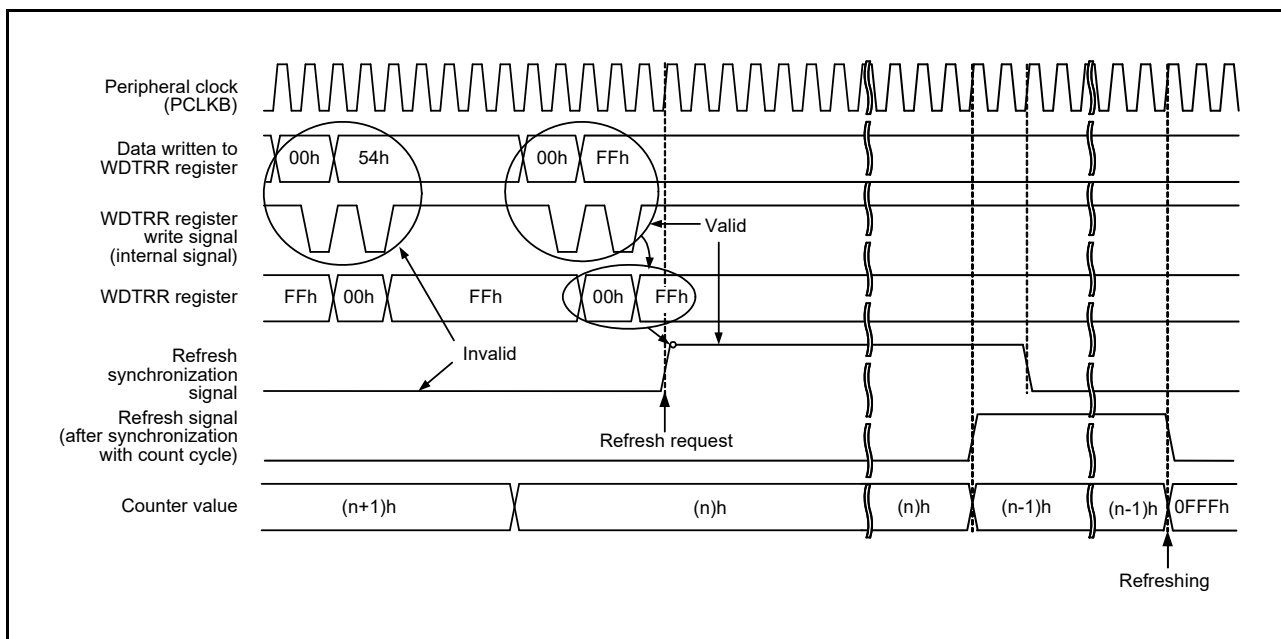 Peripheral clock
(PCLKB)
Data written to
WDTRR register
00h 54h 00h FFh
WDTRR register
write signal
(internal signal)
Valid
WDTRR register
FFh 00h FFh 00h FFh
Invalid
Refresh
synchronization
signal
Refresh signal
(after synchronization
with count cycle)
Refresh request
Counter value
(n+1)h (n)h (n)h (n-1)h (n-1)h 0FFFh
Refreshing